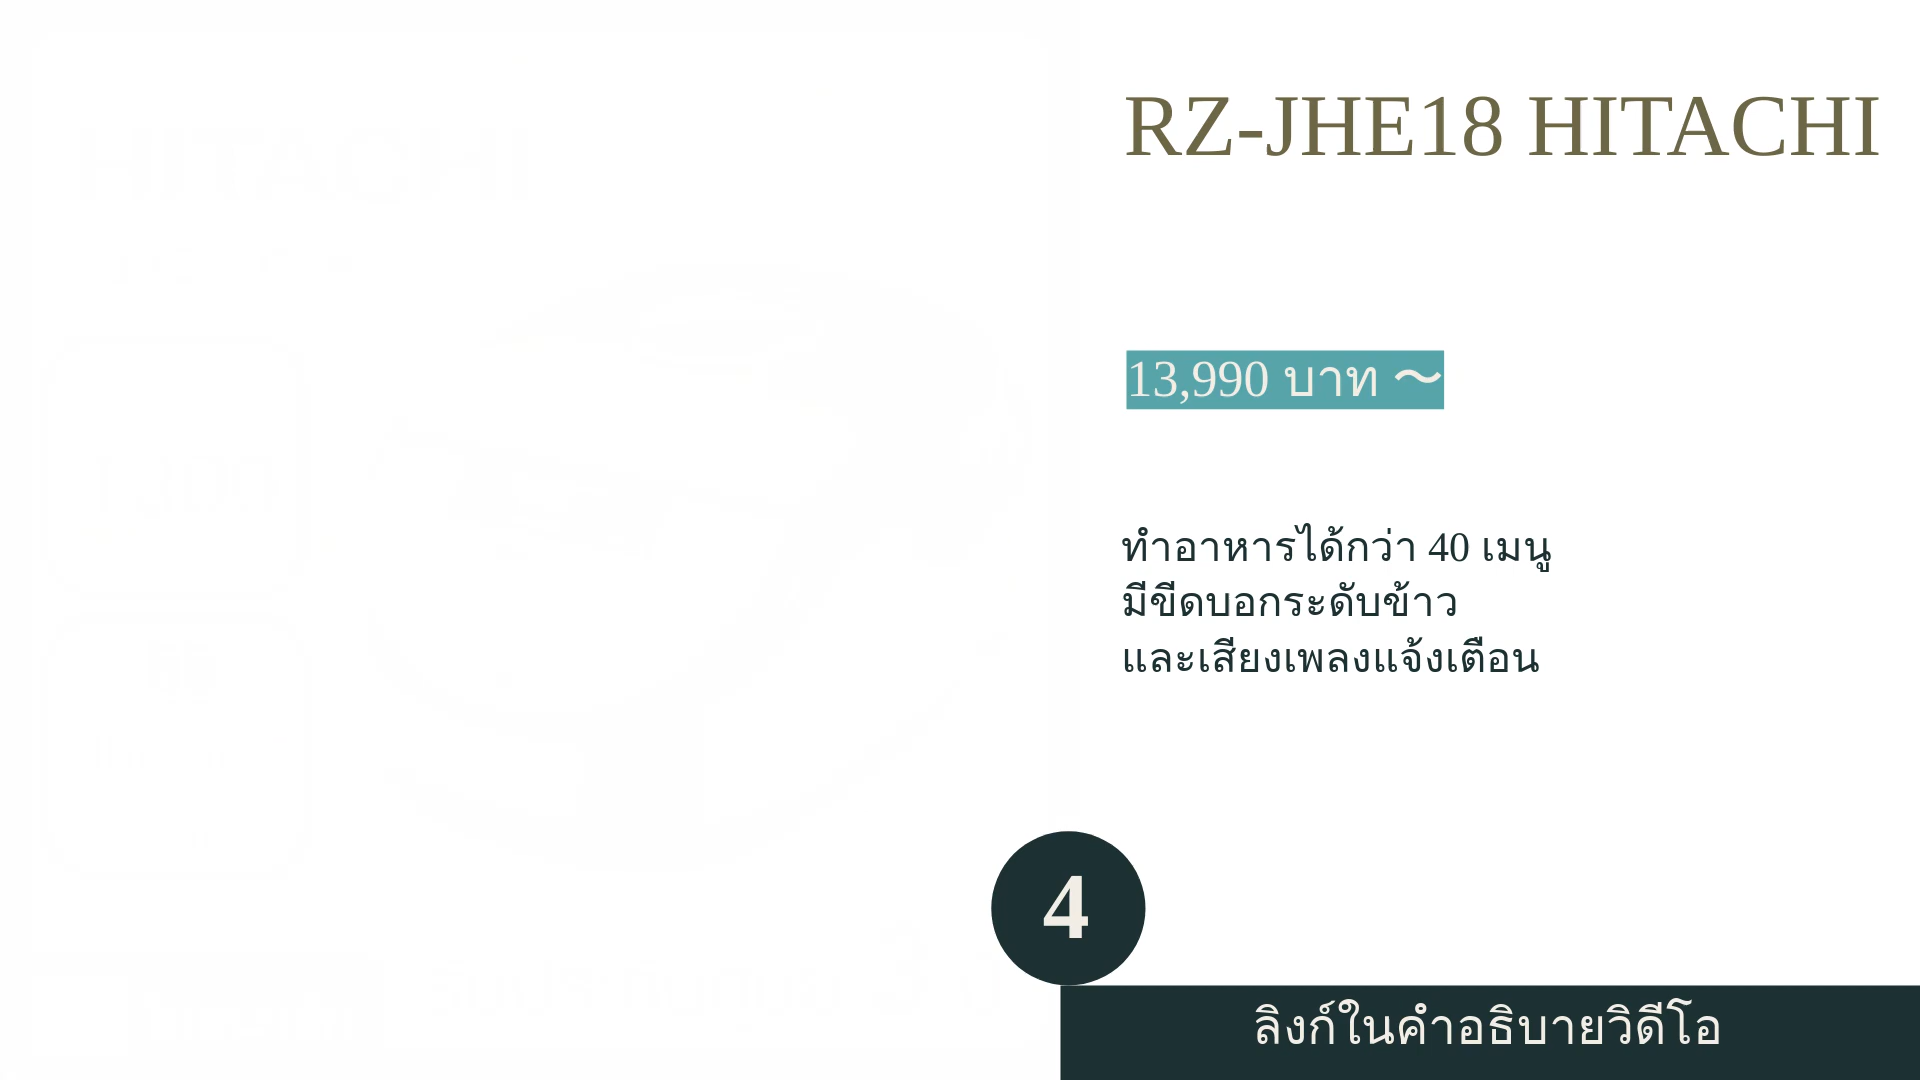 RZ-JHE18 HITACHI
13,990 บาท ～
ทำอาหารได้กว่า 40 เมนู
มีขีดบอกระดับข้าว
และเสียงเพลงแจ้งเตือน
4
ลิงก์ในคำอธิบายวิดีโอ